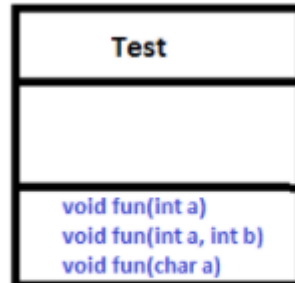 Test
void fun(int a)
void fun(int a, int b)
void fun(char a)